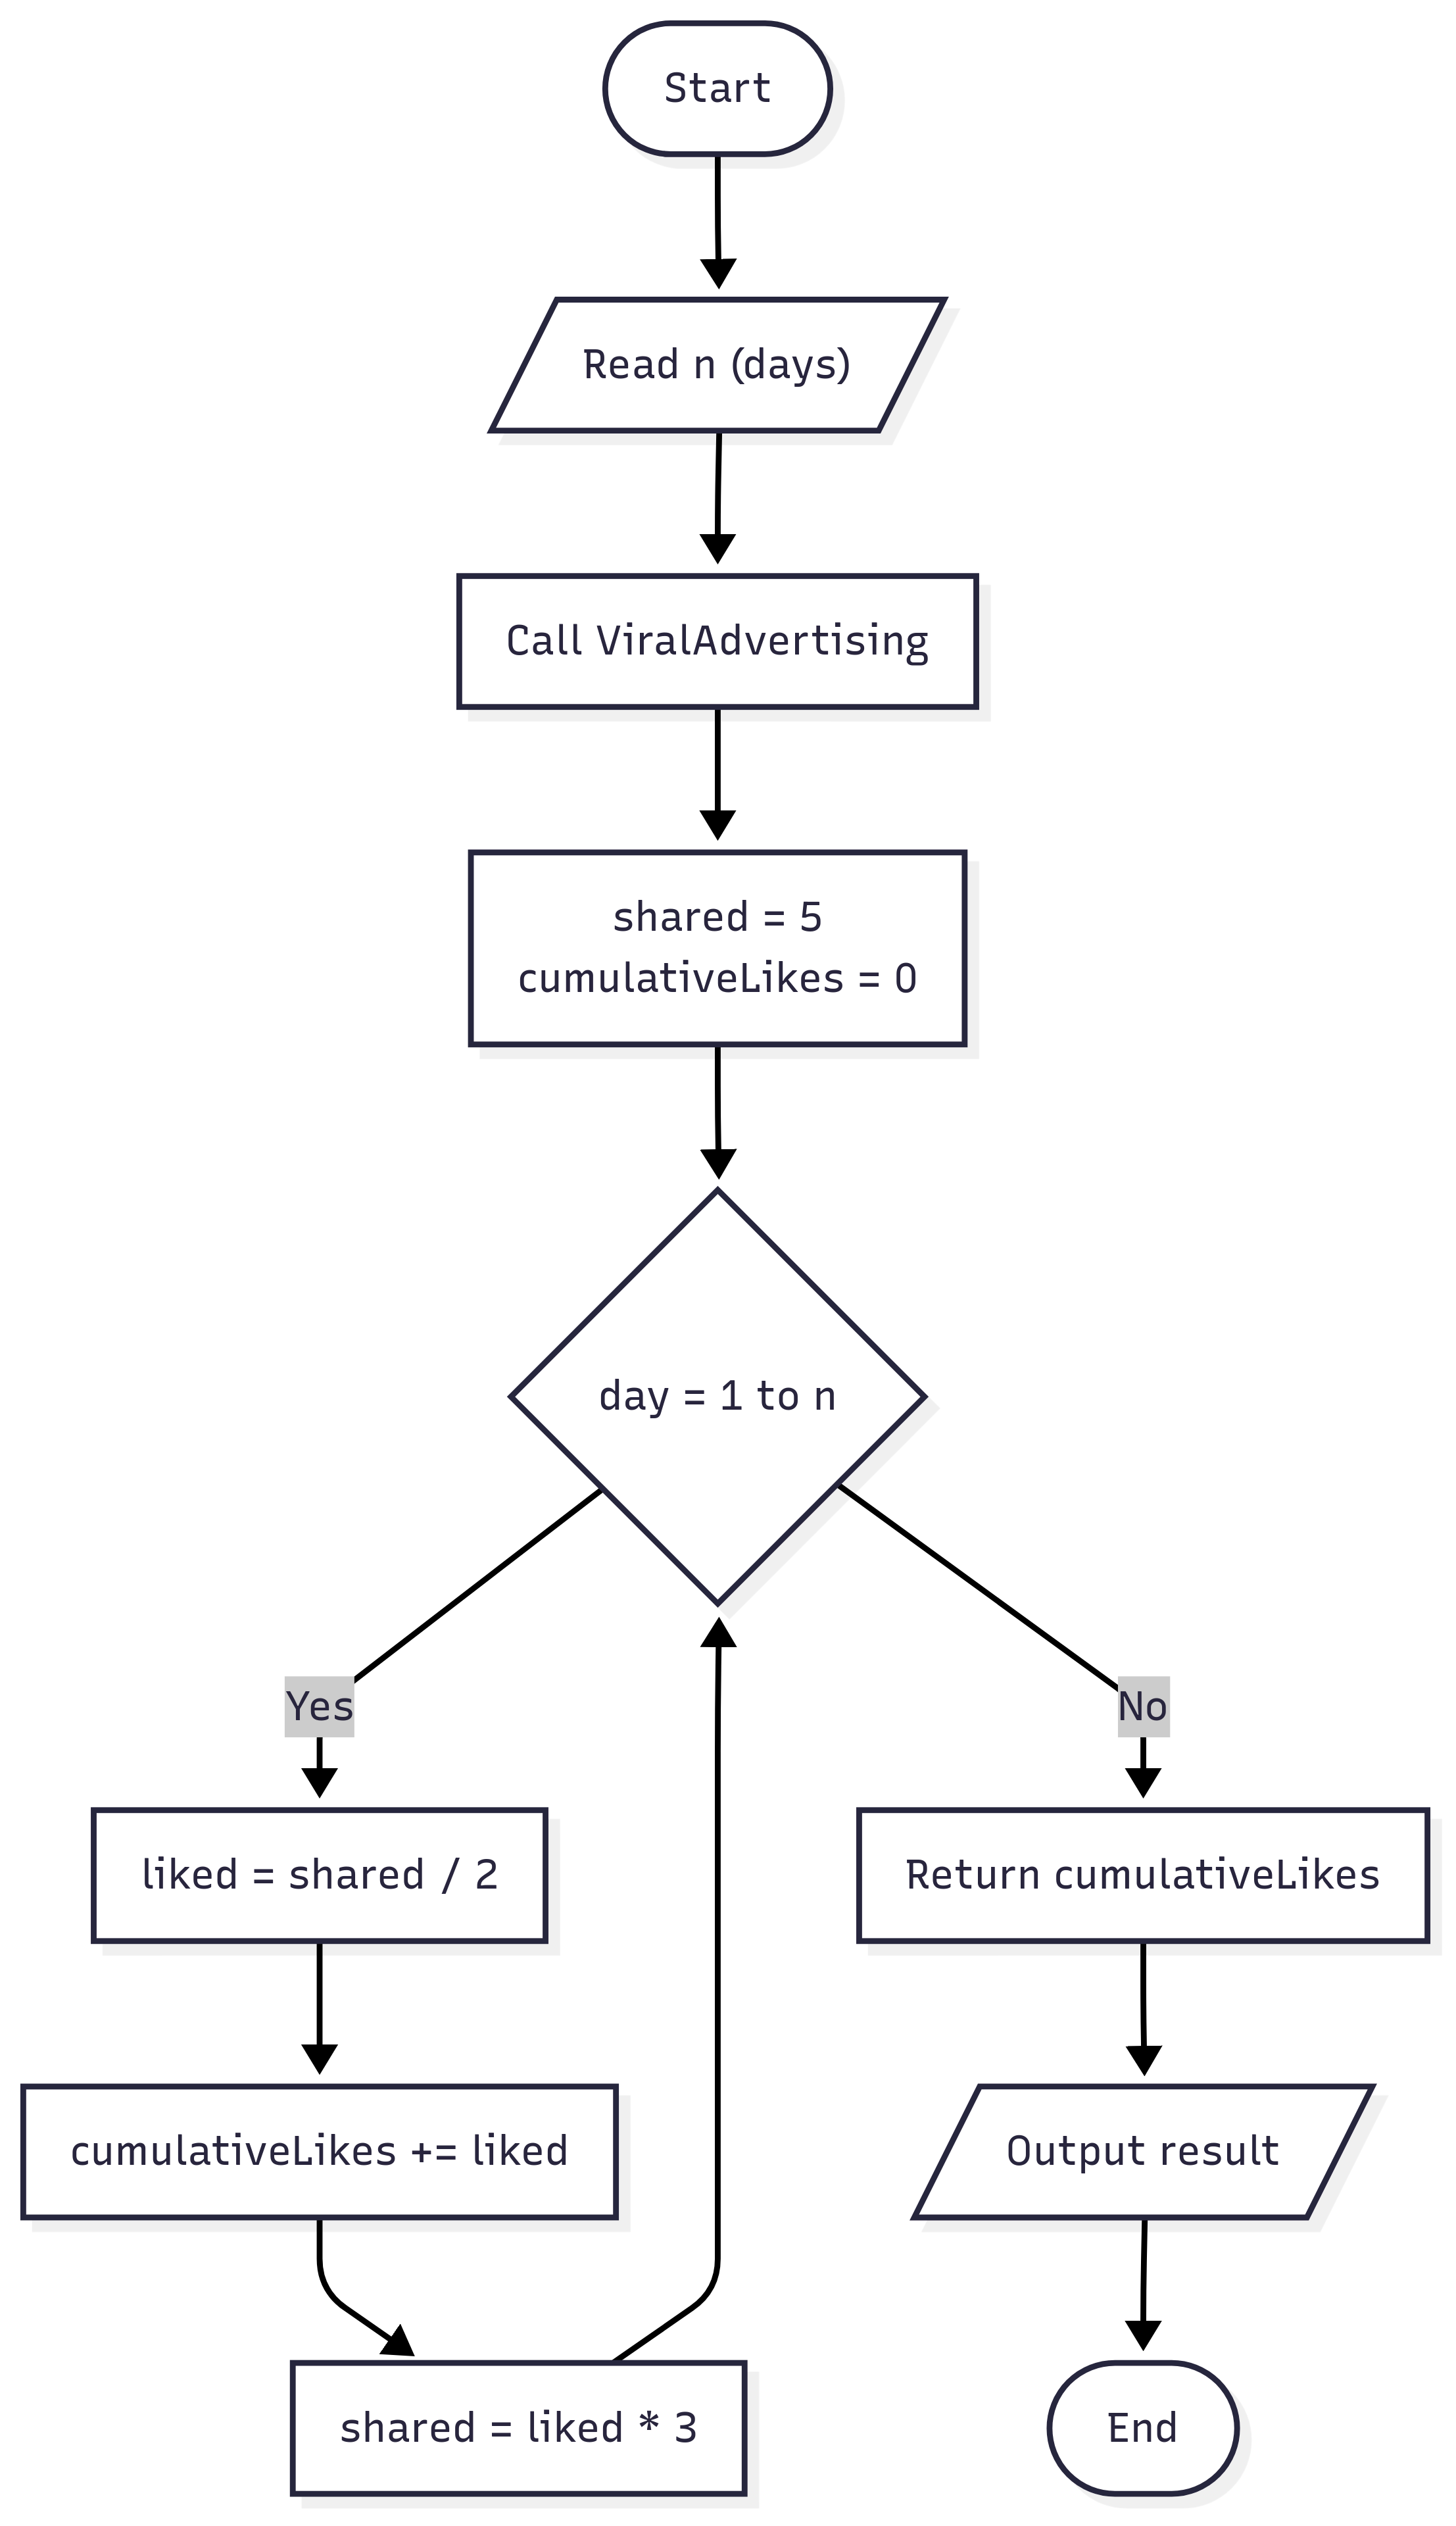 Start
Read n (days)
Call ViralAdvertising
shared = 5
cumulativeLikes = 0
day = 1 to n
Yes
No
liked = shared / 2
Return cumulativeLikes
cumulativeLikes += liked
Output result
shared = liked * 3
End